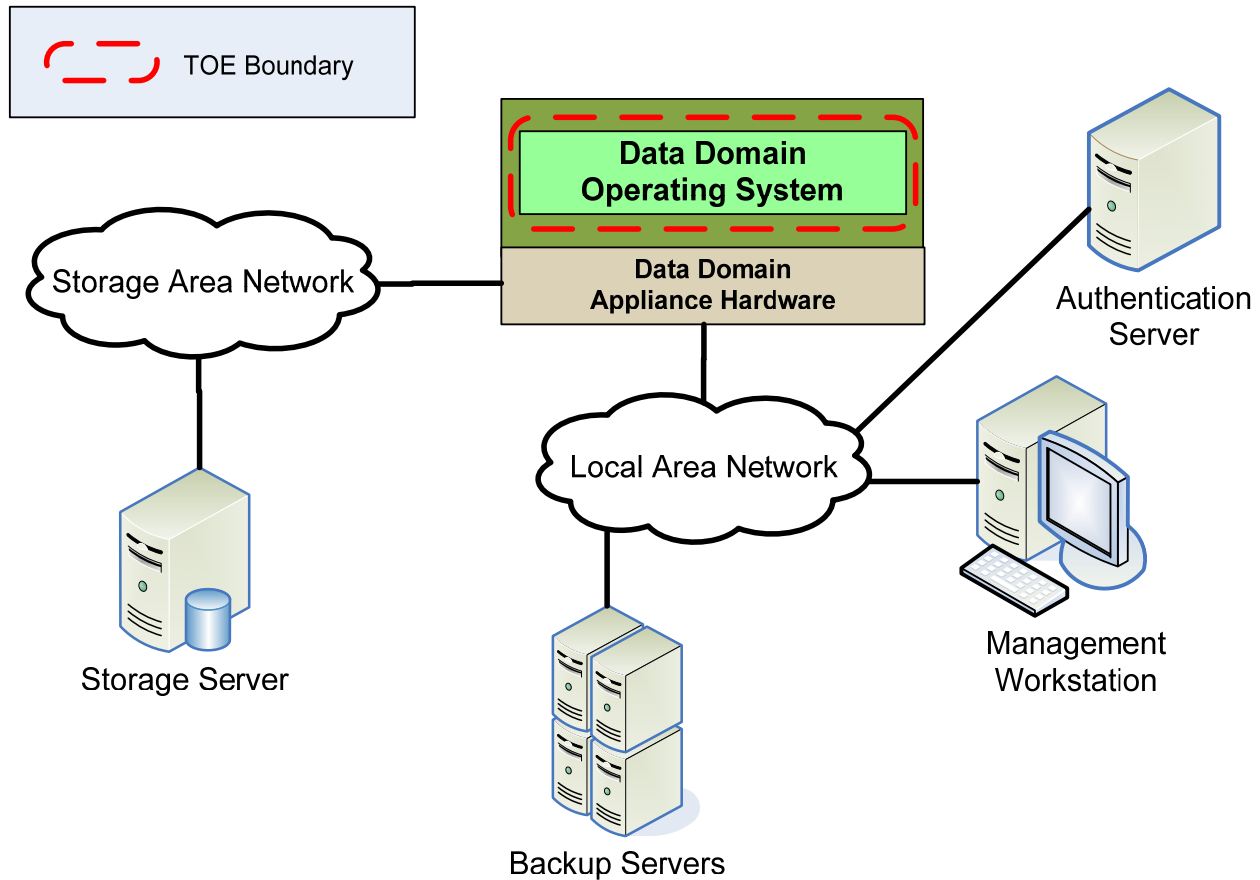 TOE Boundary
Data Domain
Operating System
Data Domain
Appliance Hardware
Storage Area Network
Authentication
Server
Local Area Network
Management
Workstation
Storage Server
Backup Servers